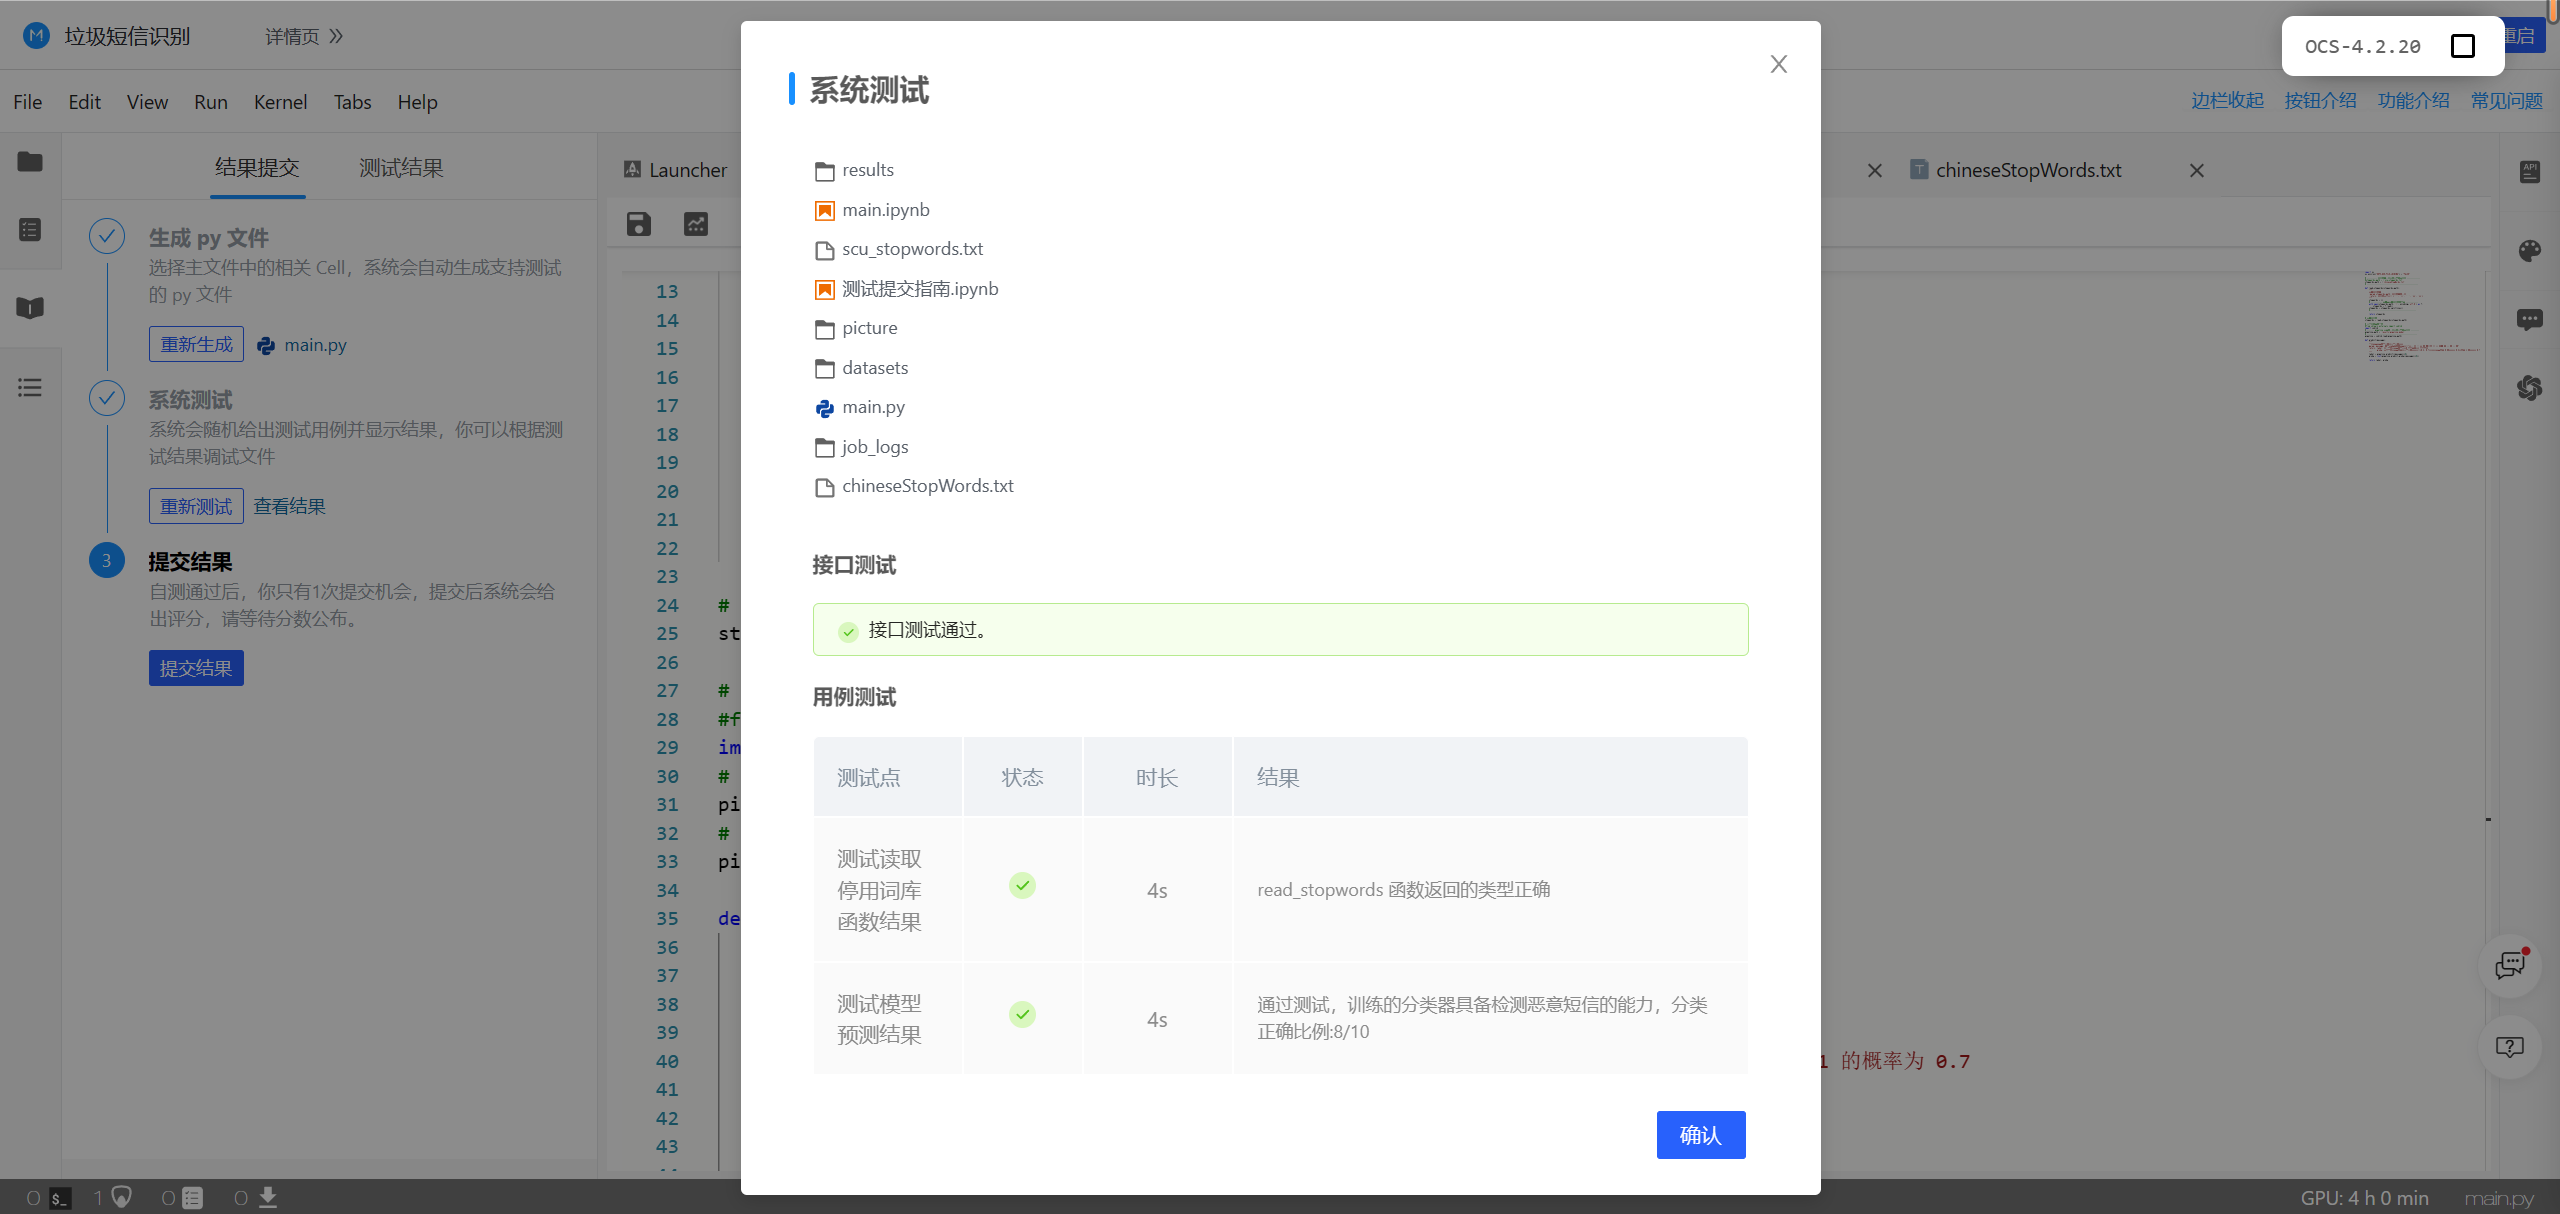 垃圾短信识别
详情页
OCS-4.2.20
重启
File Edit View Run Kernel Tabs Help
边栏收起 按钮介绍 功能介绍 常见问题
结果提交 测试结果
生成 py 文件
选择主文件中的相关 Cell，系统会自动生成支持测试
的 py 文件
重新生成 main.py
系统测试
系统会随机给出测试用例并显示结果，你可以根据测
试结果调试文件
重新测试 查看结果
3 提交结果
自测通过后，你只有1次提交机会，提交后系统会给
出评分，请等待分数公布。
提交结果
Launcher
chineseStopWords.txt
13
14
15
16
17
18
19
20
21
22
23
24 #
25 st
26
27 #
28 #f
29 im
30 #
31 pi
32 #
33 pi
34
35 de
36
37
38
39
40
1 的概率为 0.7
41
42
43
系统测试
results
main.ipynb
scu_stopwords.txt
测试提交指南.ipynb
picture
datasets
main.py
job_logs
chineseStopWords.txt
接口测试
接口测试通过。
用例测试
测试点 状态 时长 结果
测试读取
停用词库
函数结果
4s
read_stopwords 函数返回的类型正确
测试模型
预测结果
4s
通过测试，训练的分类器具备检测恶意短信的能力，分类
正确比例:8/10
确认
API
0 $_ 1 0 0
GPU: 4 h 0 min main.py